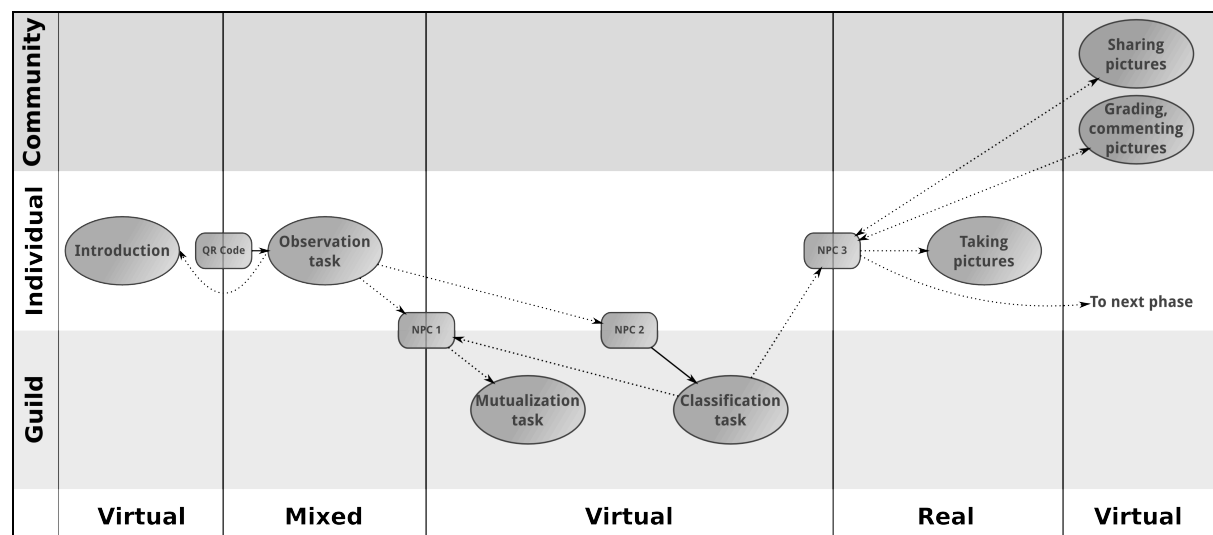 Community
Sharing
pictures
Grading,
commenting
pictures
Individual
Introduction
QR Code
Observation
task
NPC 3
Taking
pictures
To next phase
NPC 1
NPC 2
Guild
Mutualization
task
Classification
task
Virtual
Mixed
Virtual
Real
Virtual